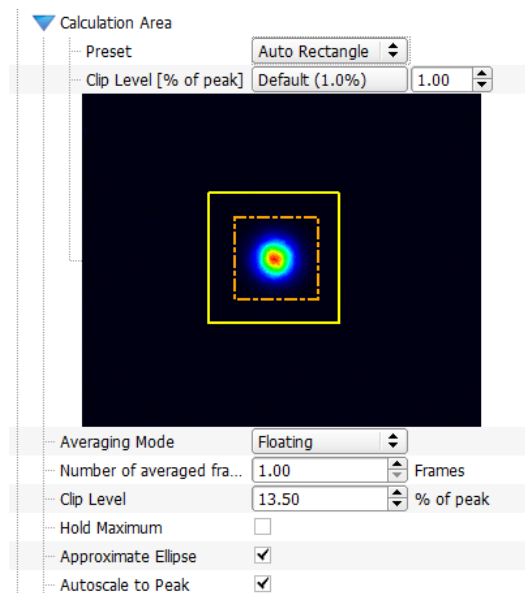 Calculation Area
Preset Auto Rectangle
Clip Level [% of peak] Default (1.0%) 1.00
Averaging Mode Floating
Number of averaged fra... 1.00 Frames
Clip Level 13.50 % of peak
Hold Maximum
Approximate Ellipse
Autoscale to Peak